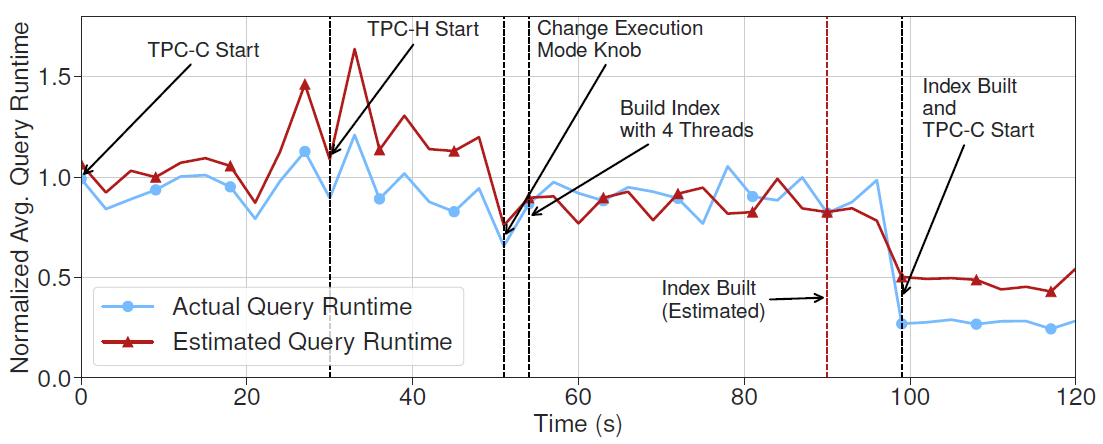 Normalized Avg. Query Runtime
1.5
1.0
0.5
0.0
TPC-C Start
TPC-H Start
Change Execution
Mode Knob
Build Index
with 4 Threads
Index Built
and
TPC-C Start
Index Built
(Estimated)
Actual Query Runtime
Estimated Query Runtime
0
20
40
60
80
100
120
Time (s)